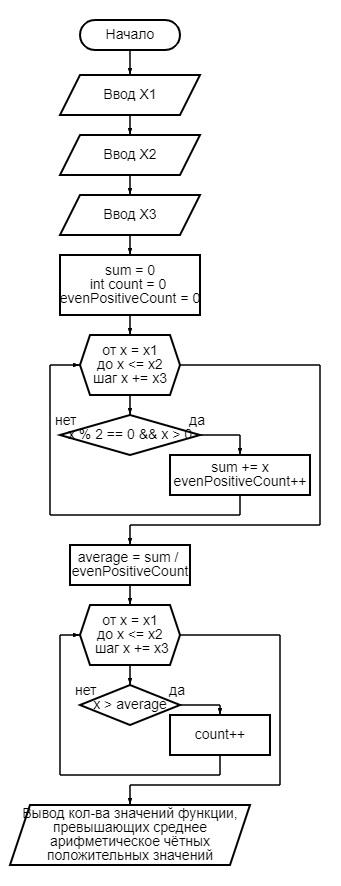 Начало
Ввод X1
Ввод X2
Ввод X3
sum = 0
int count = 0
evenPositiveCount = 0
от x = x1
до x <= x2
шаг x += x3
нет
да
x % 2 == 0 && x > 0
sum += x
evenPositiveCount++
average = sum /
evenPositiveCount
от x = x1
до x <= x2
шаг x += x3
нет
да
x > average
count++
Вывод кол-ва значений функции,
превышающих среднее
арифметическое чётных
положительных значений